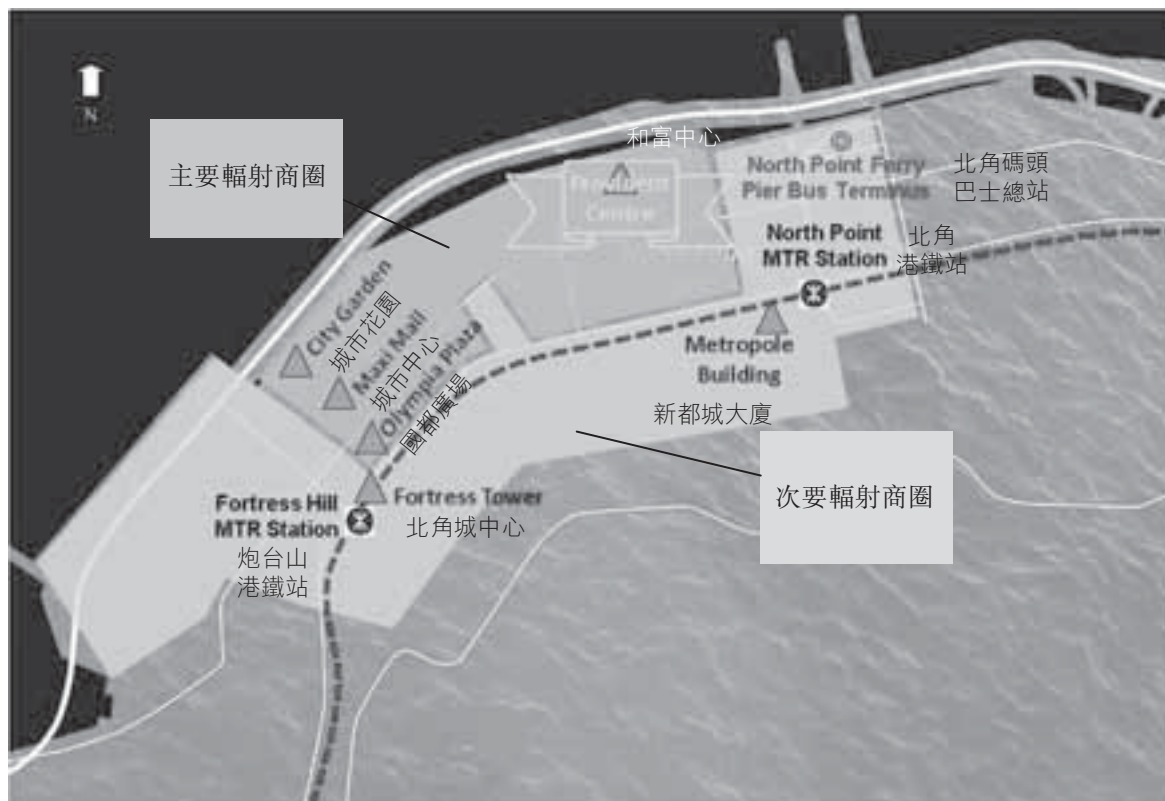 N
主要輻射商圈
和富中心
Provident
Centre
North Point Ferry
Pier Bus Terminus
北角碼頭
巴士總站
North Point
MTR Station
北角
港鐵站
City Garden
城市花園
Maxi Mall
城市中心
Olympia Plaza
國都廣場
Metropole
Building
新都城大廈
次要輻射商圈
Fortress Hill
MTR Station
炮台山
港鐵站
Fortress Tower
北角城中心